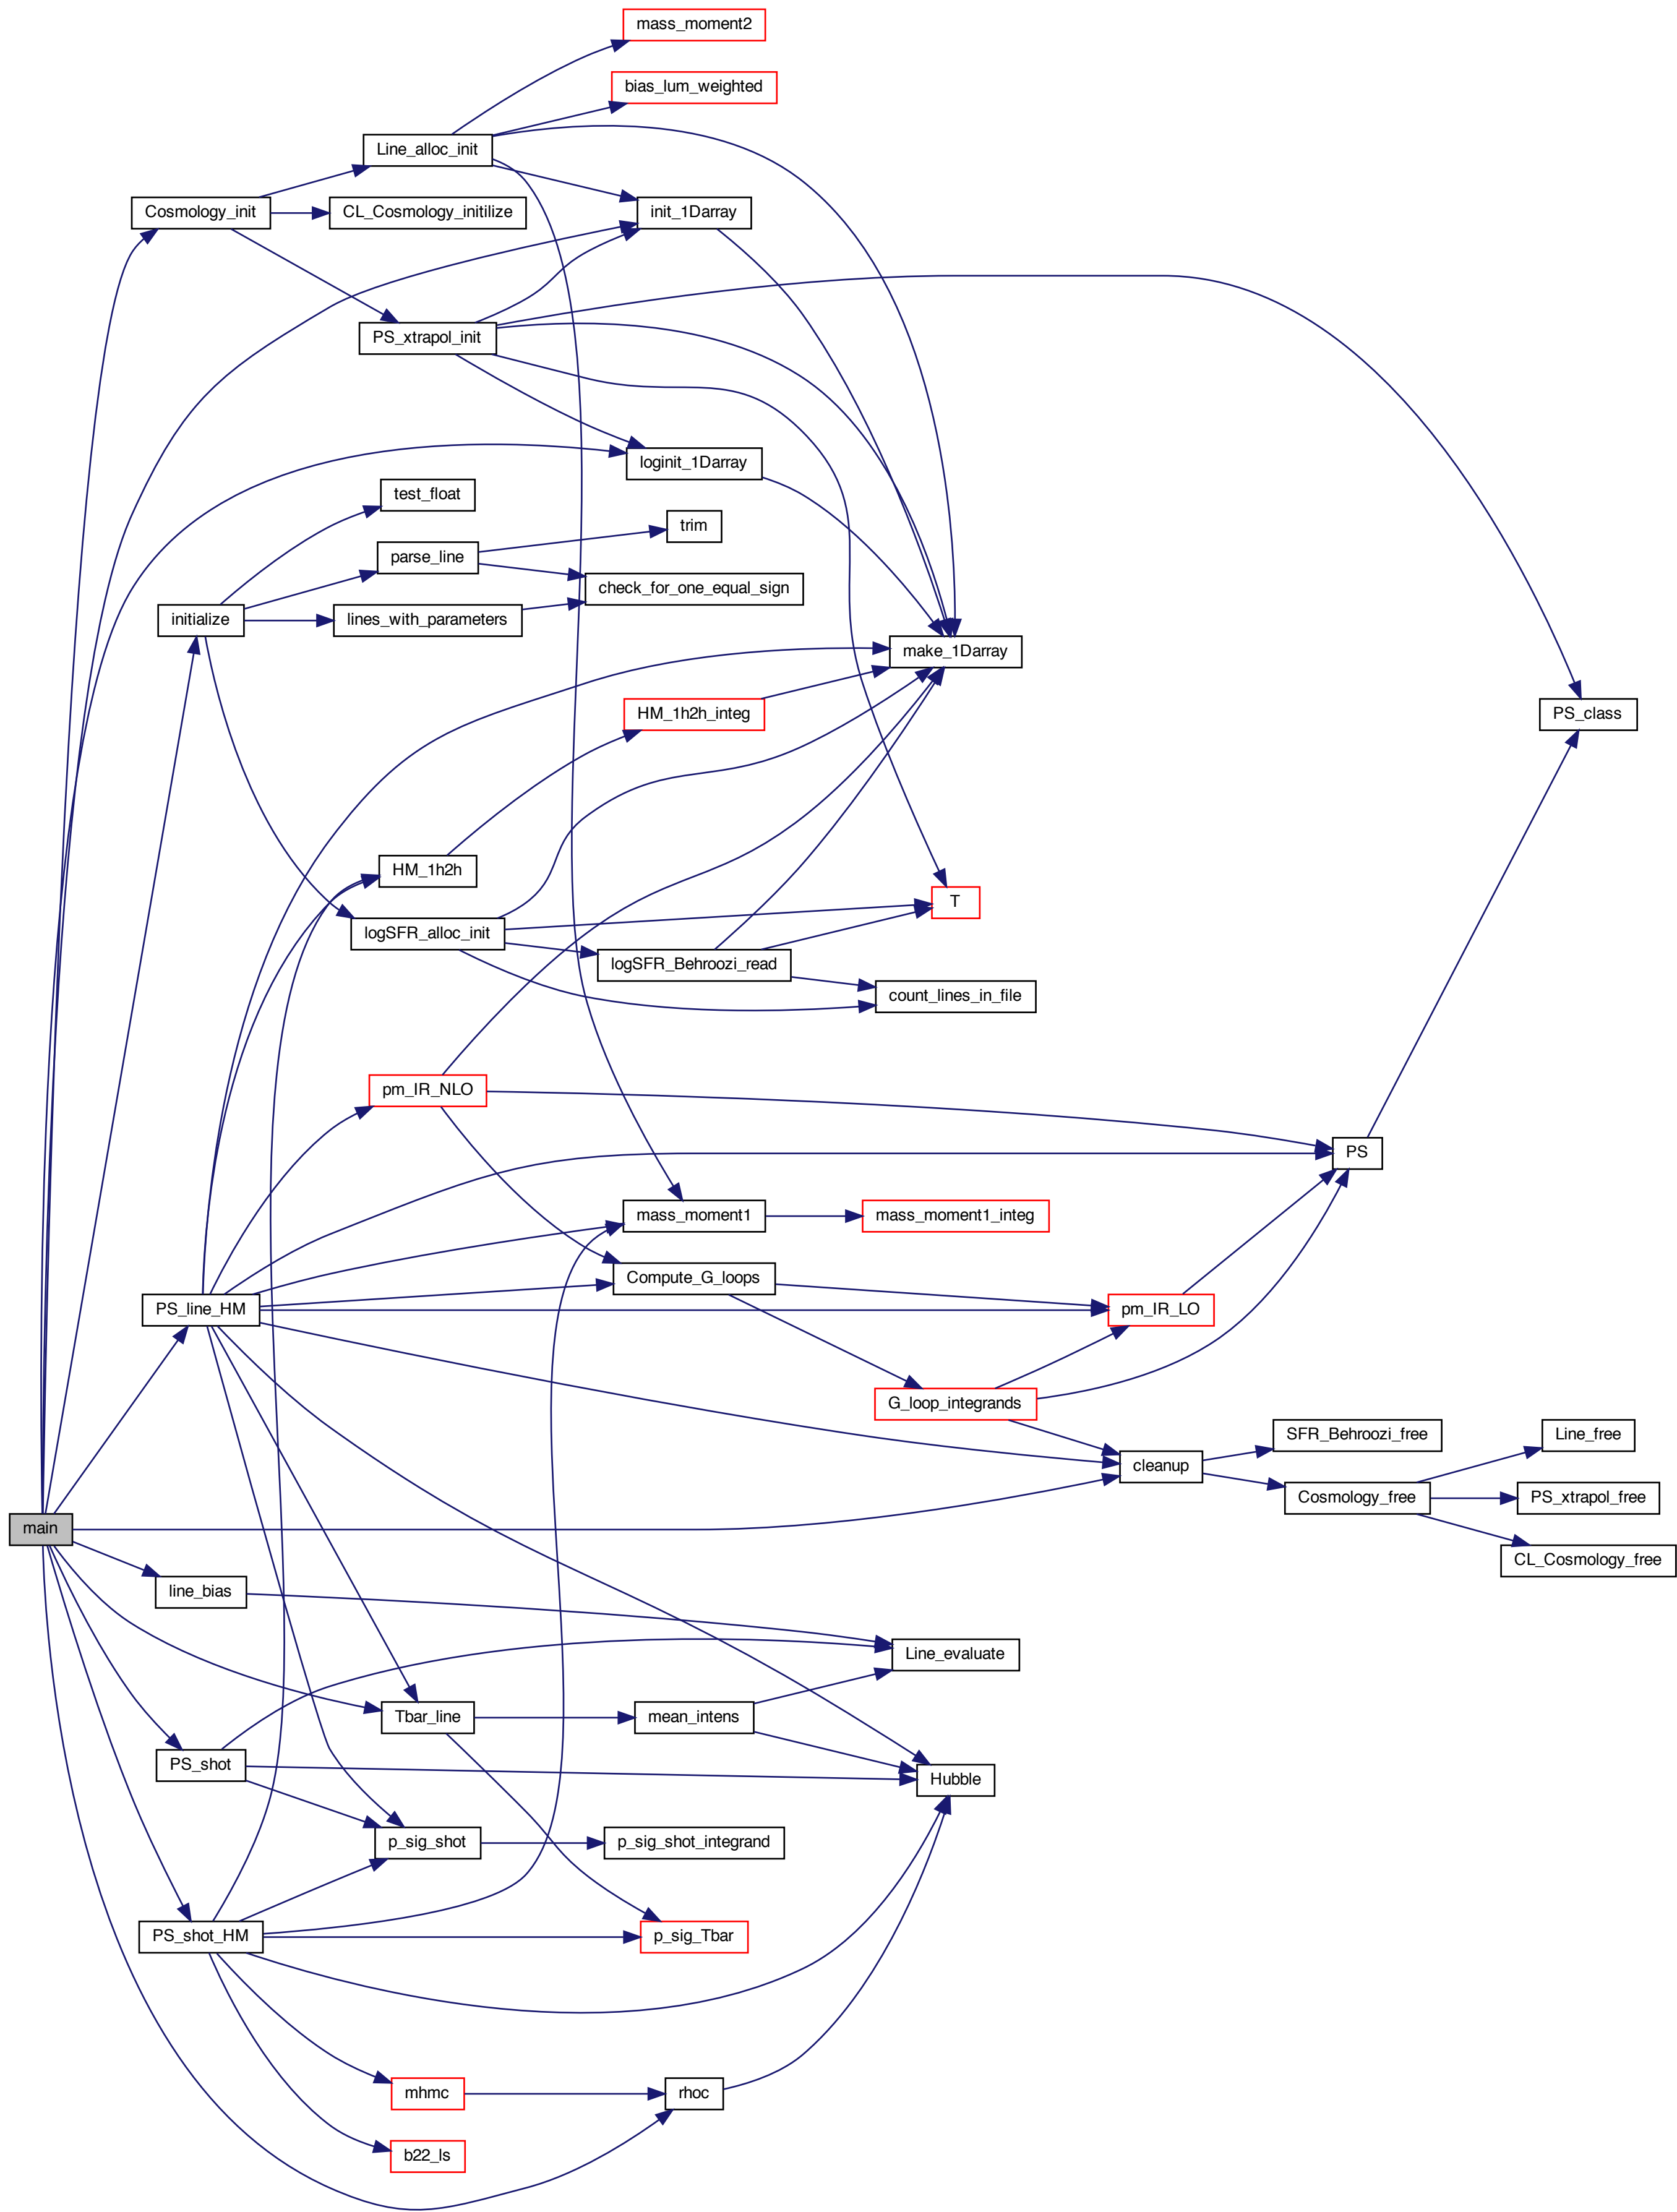 mass_moment2
bias_lum_weighted
Line_alloc_init
Cosmology_init
CL_Cosmology_initilize
init_1Darray
PS_xtrapol_init
loginit_1Darray
test_float
trim
parse_line
check_for_one_equal_sign
initialize
lines_with_parameters
make_1Darray
HM_1h2h_integ
PS_class
HM_1h2h
T
logSFR_alloc_init
logSFR_Behroozi_read
count_lines_in_file
pm_IR_NLO
PS
mass_moment1
mass_moment1_integ
Compute_G_loops
PS_line_HM
pm_IR_LO
G_loop_integrands
SFR_Behroozi_free
Line_free
cleanup
Cosmology_free
PS_xtrapol_free
main
CL_Cosmology_free
line_bias
Line_evaluate
Tbar_line
mean_intens
PS_shot
Hubble
p_sig_shot
p_sig_shot_integrand
PS_shot_HM
p_sig_Tbar
mhmc
rhoc
b22_ls